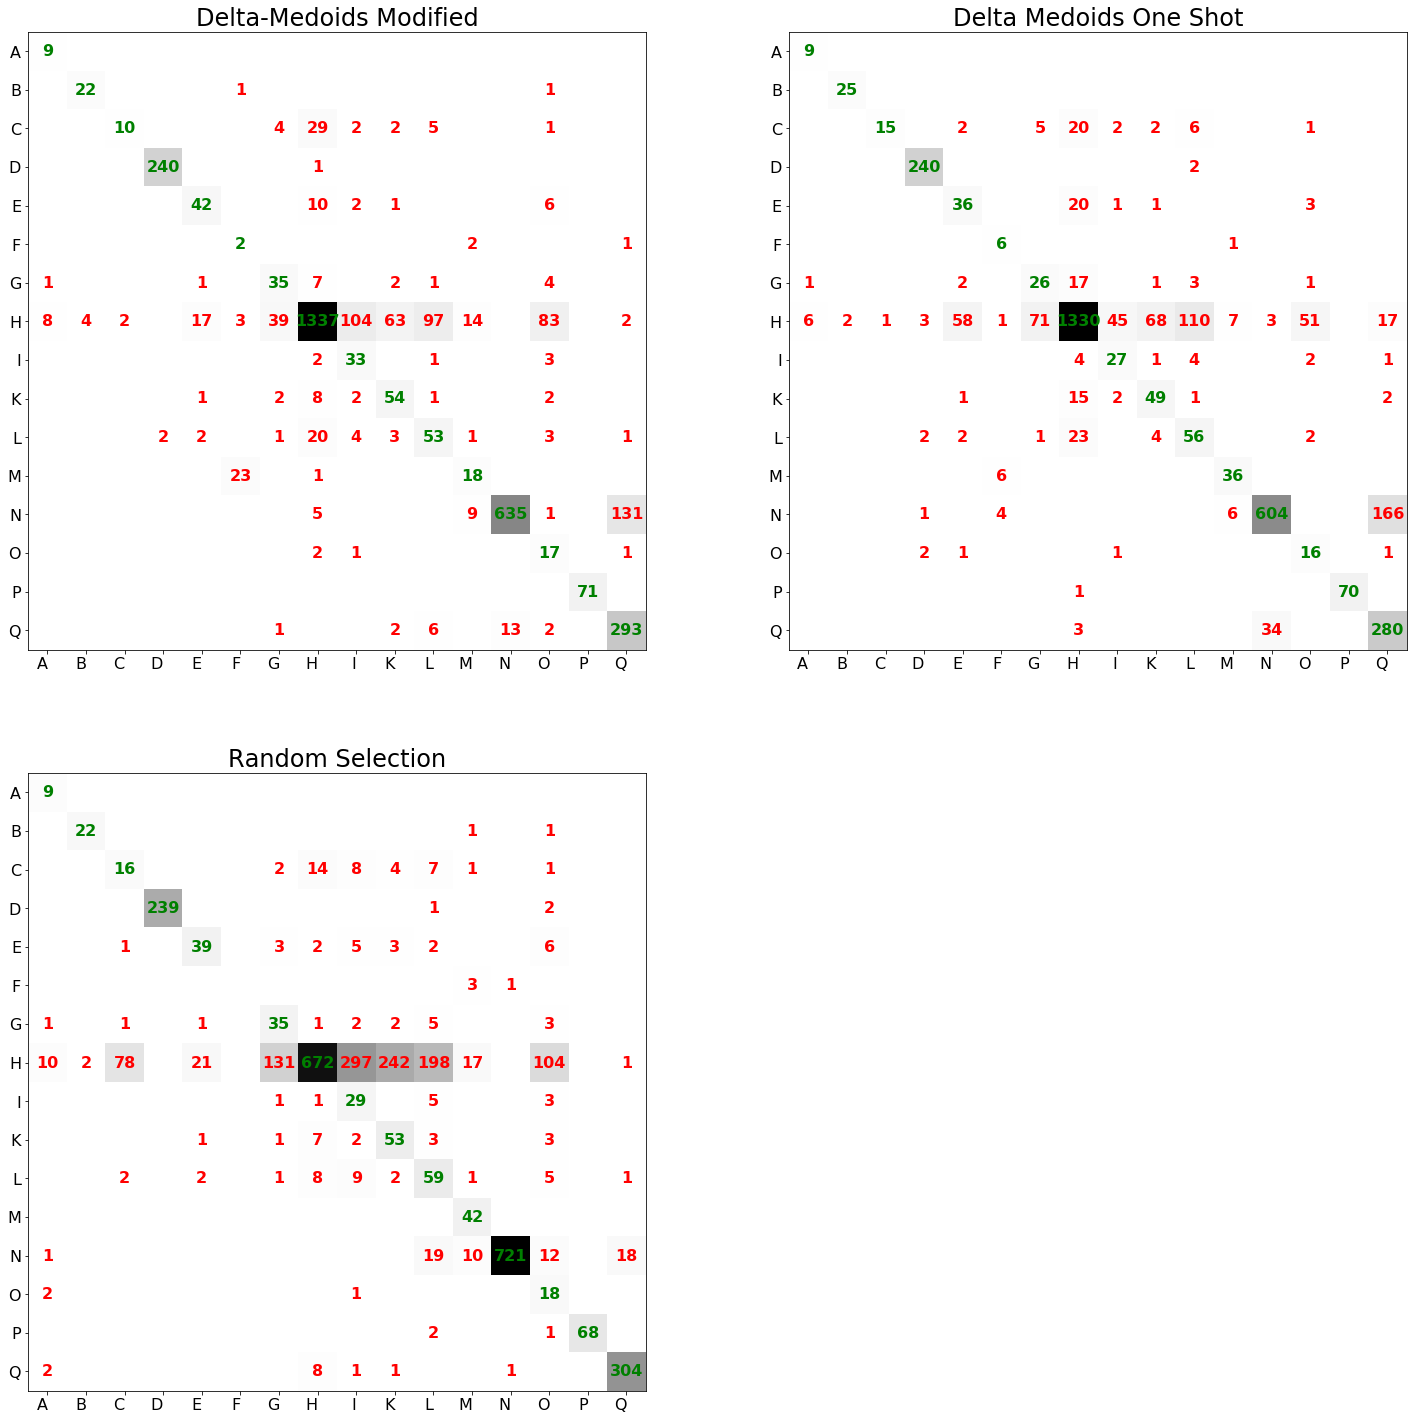 Delta-Medoids Modified
A 9
B 22 1 1
C 10 4 29 2 2 5 1
D 240 1
E 42 10 2 1 6
F 2 2 1
G 1 1 35 7 2 1 4
H 8 4 2 17 3 39 1337 104 63 97 14 83 2
I 2 33 1 3
K 1 2 8 2 54 1 2
L 2 2 1 20 4 3 53 1 3 1
M 23 1 18
N 5 9 635 1 131
O 2 1 17 1
P 71
Q 1 2 6 13 2 293
A B C D E F G H I K L M N O P Q
Delta Medoids One Shot
A 9
B 25
C 15 2 5 20 2 2 6 1
D 240 2
E 36 20 1 1 3
F 6 1
G 1 2 26 17 1 3 1
H 6 2 1 3 58 1 71 1330 45 68 110 7 3 51 17
I 4 27 1 4 2 1
K 1 15 2 49 1 2
L 2 2 1 23 4 56 2
M 6 36
N 1 4 6 604 166
O 2 1 1 16 1
P 1 70
Q 3 34 280
A B C D E F G H I K L M N O P Q
Random Selection
A 9
B 22 1 1
C 16 2 14 8 4 7 1 1
D 239 1 2
E 1 39 3 2 5 3 2 6
F 3 1
G 1 1 1 35 1 2 2 5 3
H 10 2 78 21 131 672 297 242 198 17 104 1
I 1 1 29 5 3
K 1 1 7 2 53 3 3
L 2 2 1 8 9 2 59 1 5 1
M 42
N 1 19 10 721 12 18
O 2 1 18
P 2 1 68
Q 2 8 1 1 1 304
A B C D E F G H I K L M N O P Q